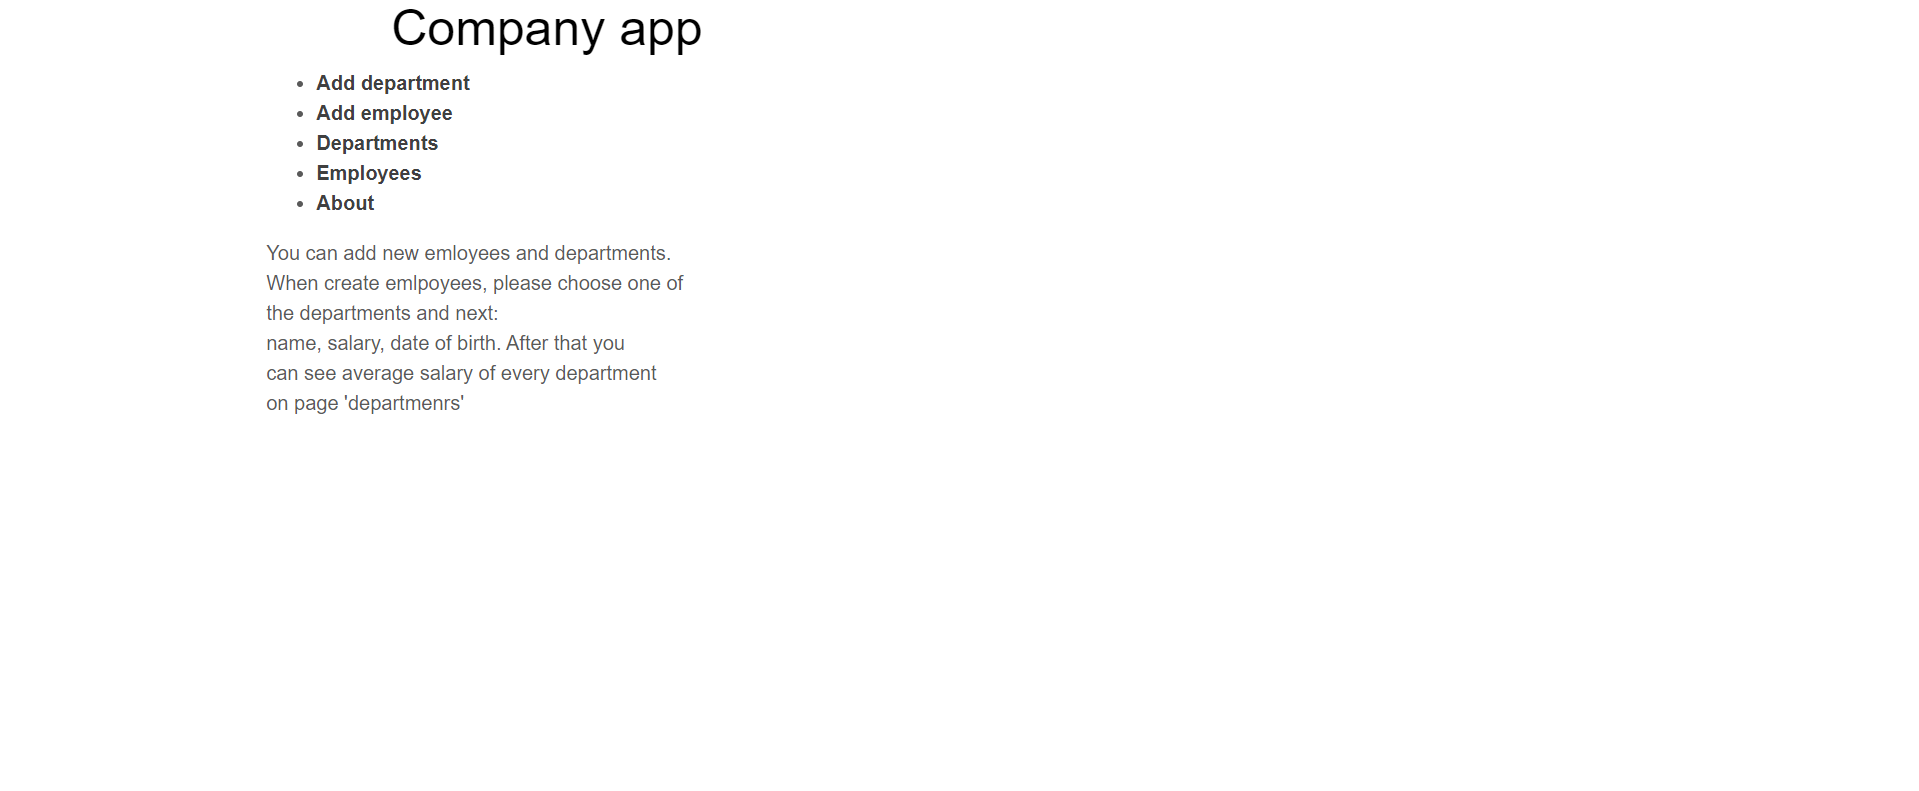 Company app
Add department
Add employee
Departments
Employees
About
You can add new emloyees and departments.
When create emlpoyees, please choose one of
the departments and next:
name, salary, date of birth. After that you
can see average salary of every department
on page 'departmenrs'